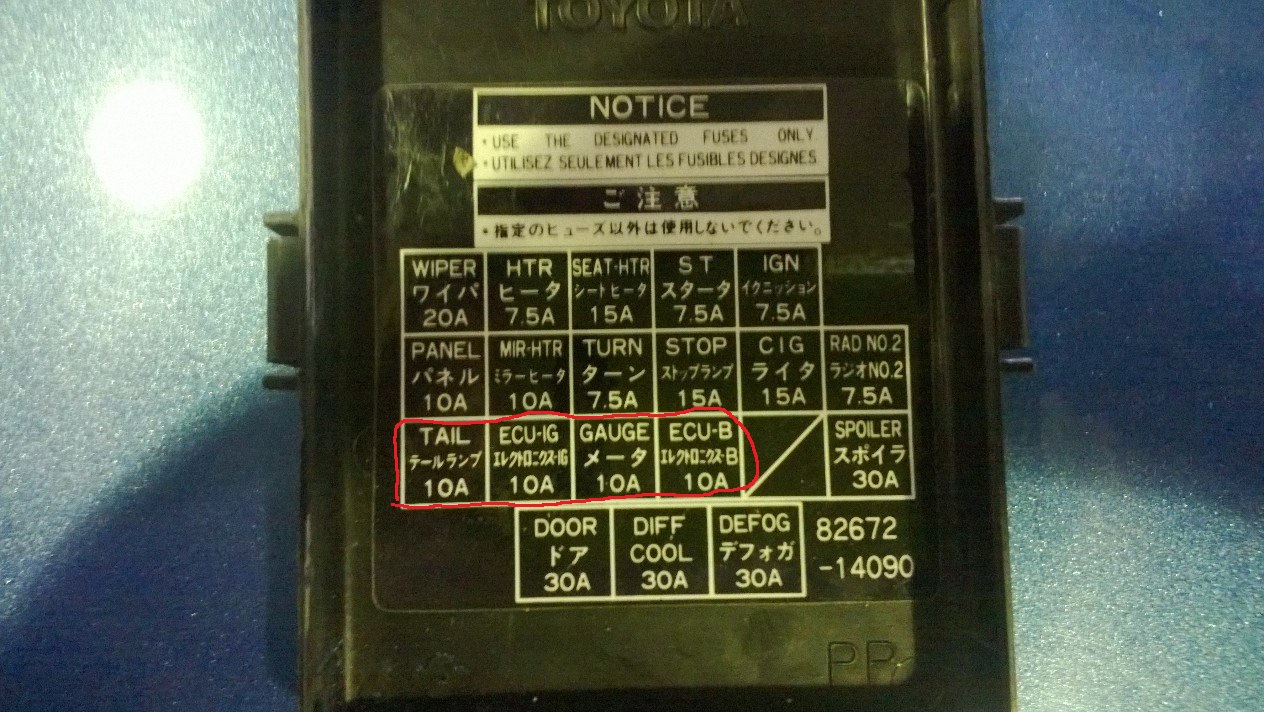 TOYOTA
NOTICE
• USE THE DESIGNATED FUSES ONLY
• UTILISEZ SEULEMENT LES FUSIBLES DESIGNES.
ご注意
• 指定のヒューズ以外は使用しないでください。
WIPER HTR SEAT-HTR ST IGN
ワイパ ヒータ シートヒータ スタータ イクニッション
20A 7.5A 15A 7.5A 7.5A
PANEL MIR-HTR TURN STOP CIG RAD NO.2
パネル ミラーヒータ ターン ストップランプ ライタ ラジオNO.2
10A 10A 7.5A 15A 15A 7.5A
TAIL ECU-IG GAUGE ECU-B SPOILER
テールランプ エレクトロニクス-IG メータ エレクトロニクス-B スポイラ
10A 10A 10A 10A 30A
DOOR DIFF DEFOG 82672
ドア COOL デフォガ -14090
30A 30A 30A
PP